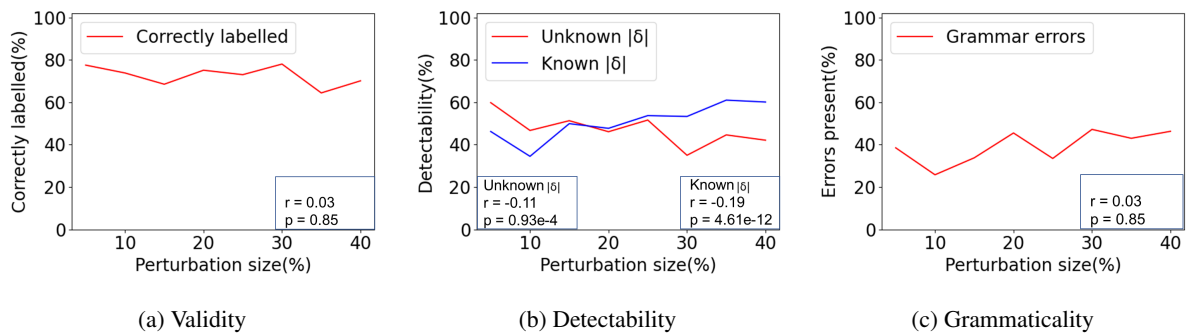 Correctly labelled(%)
100
80
60
40
20
0
Correctly labelled
r = 0.03
p = 0.85
10
20
30
40
Perturbation size(%)
(a) Validity
Detectability(%)
100
80
60
40
20
0
Unknown |δ|
Known |δ|
Unknown |δ|
r = -0.11
p = 0.93e-4
Known |δ|
r = -0.19
p = 4.61e-12
10
20
30
40
Perturbation size(%)
(b) Detectability
Errors present(%)
100
80
60
40
20
0
Grammar errors
r = 0.03
p = 0.85
10
20
30
40
Perturbation size(%)
(c) Grammaticality